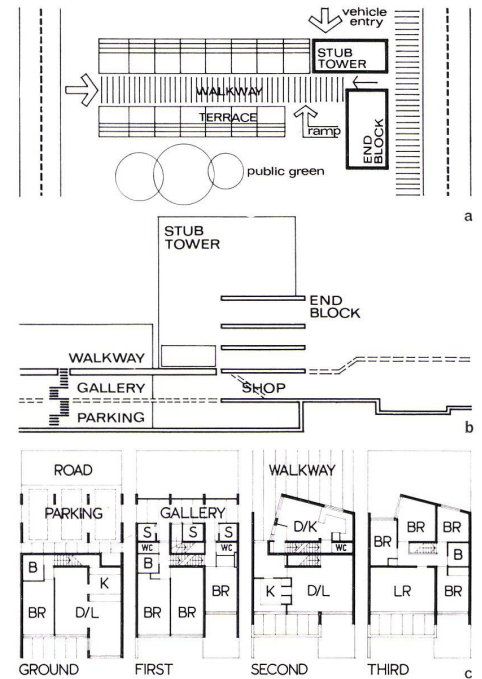 vehicle
entry
STUB
TOWER
WALKWAY
TERRACE
ramp
END
BLOCK
public green
a
STUB
TOWER
END
BLOCK
WALKWAY
GALLERY
SHOP
PARKING
b
ROAD
PARKING
B
K
BR
D/L
GROUND
GALLERY
S
S
S
WC
WC
B
BR
BR
BR
FIRST
WALKWAY
D/K
WC
K
D/L
SECOND
BR
BR
BR
B
LR
BR
THIRD
c